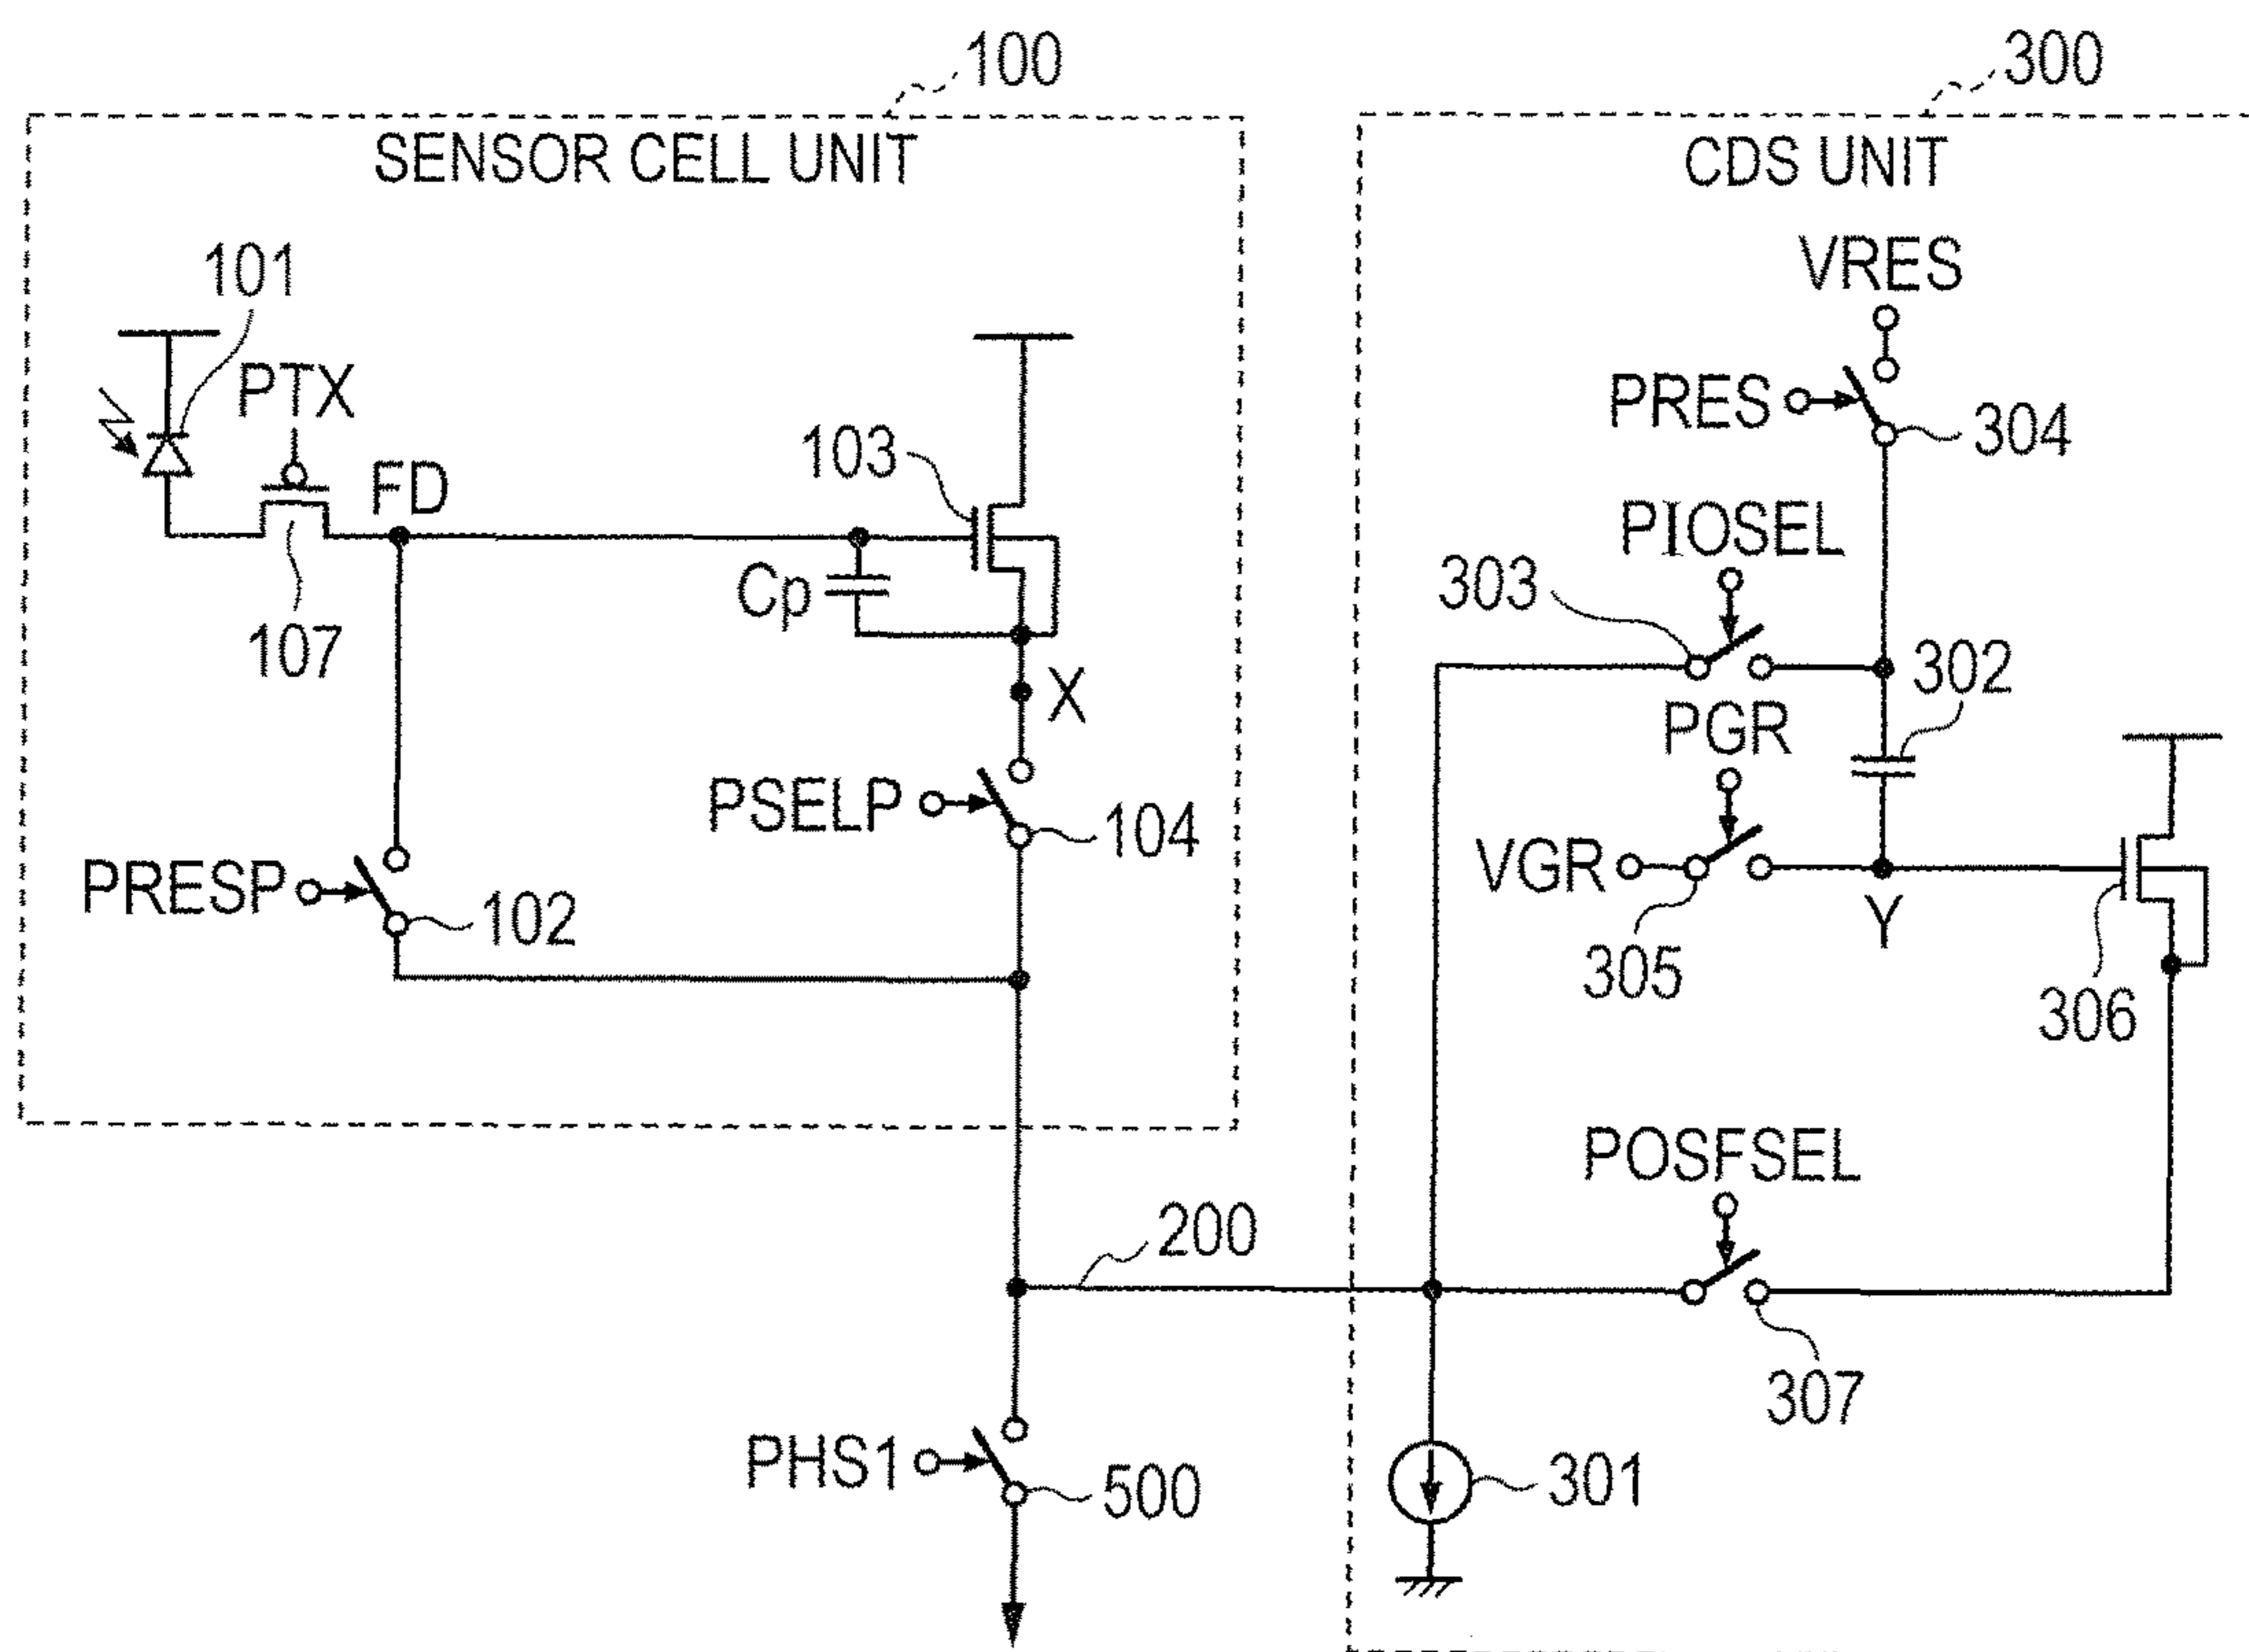 100
300
SENSOR CELL UNIT
CDS UNIT
VRES
101
PTX
PRES
304
103
FD
PIOSEL
303
Cp
107
302
X
PGR
PSELP
104
VGR
PRESP
102
Y
305
306
POSFSEL
200
307
PHS1
500
301